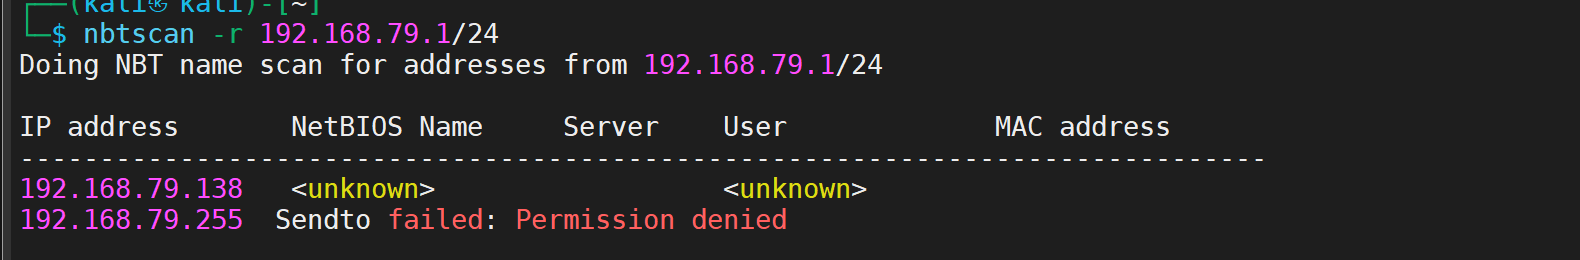 ┌──(kali㉿kali)-[~]
└─$ nbtscan -r 192.168.79.1/24
Doing NBT name scan for addresses from 192.168.79.1/24
IP address       NetBIOS Name     Server    User             MAC address
------------------------------------------------------------------------------
192.168.79.138   <unknown>                  <unknown>
192.168.79.255  Sendto failed: Permission denied